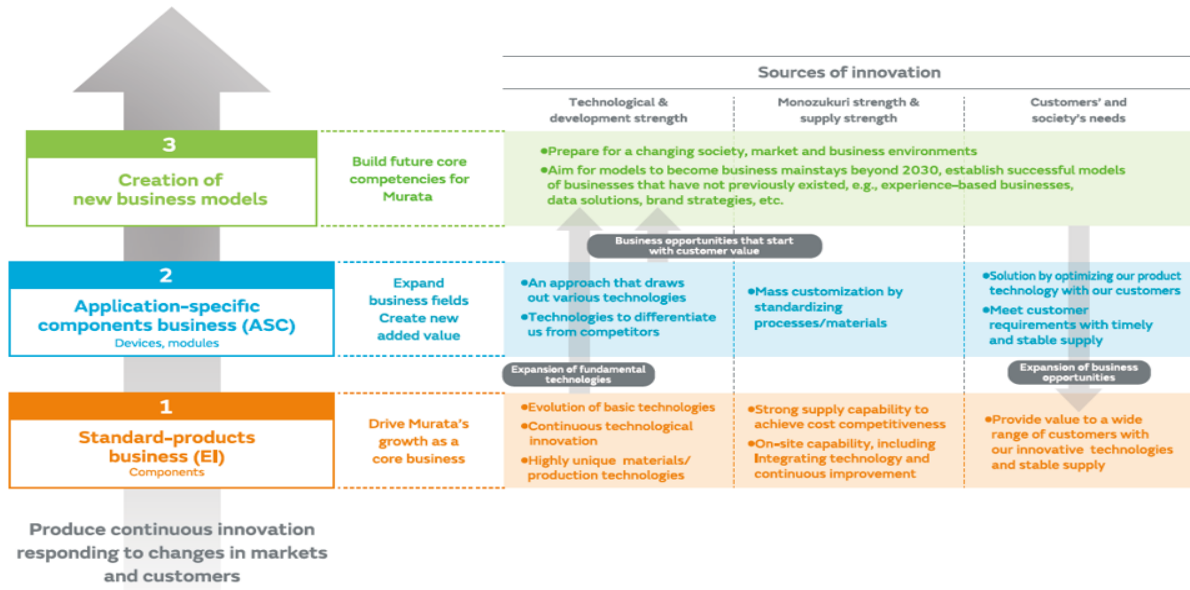 Sources of innovation
Technological &
development strength
Monozukuri strength &
supply strength
Customers' and
society's needs
3
Creation of
new business models
Build future core
competencies for
Murata
●Prepare for a changing society, market and business environments
●Aim for models to become business mainstays beyond 2030, establish successful models
of businesses that have not previously existed, e.g., experience-based businesses,
data solutions, brand strategies, etc.
Business opportunities that start
with customer value
2
Application-specific
components business (ASC)
Devices, modules
Expand
business fields
Create new
added value
●An approach that draws
out various technologies
●Technologies to differentiate
us from competitors
●Mass customization by
standardizing
processes/materials
●Solution by optimizing our product
technology with our customers
●Meet customer
requirements with timely
and stable supply
Expansion of fundamental
technologies
Expansion of business
opportunities
1
Standard-products
business (EI)
Components
Drive Murata's
growth as a
core business
●Evolution of basic technologies
●Continuous technological
innovation
●Highly unique materials/
production technologies
●Strong supply capability to
achieve cost competitiveness
●On-site capability, including
Integrating technology and
continuous improvement
●Provide value to a wide
range of customers with
our innovative technologies
and stable supply
Produce continuous innovation
responding to changes in markets
and customers